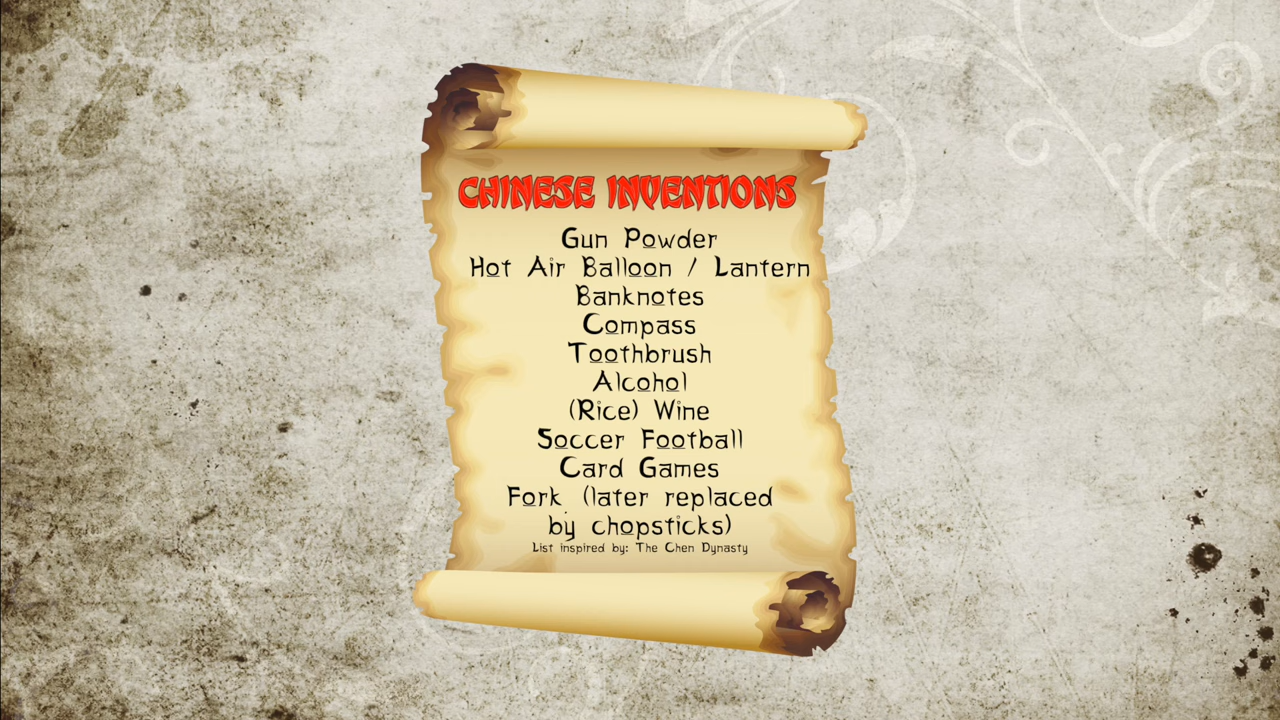 CHINESE INVENTIONS
Gun Powder
Hot Air Balloon / Lantern
Banknotes
Compass
Toothbrush
Alcohol
(Rice) Wine
Soccer Football
Card Games
Fork (later replaced
by chopsticks)
List inspired by: The Chen Dynasty